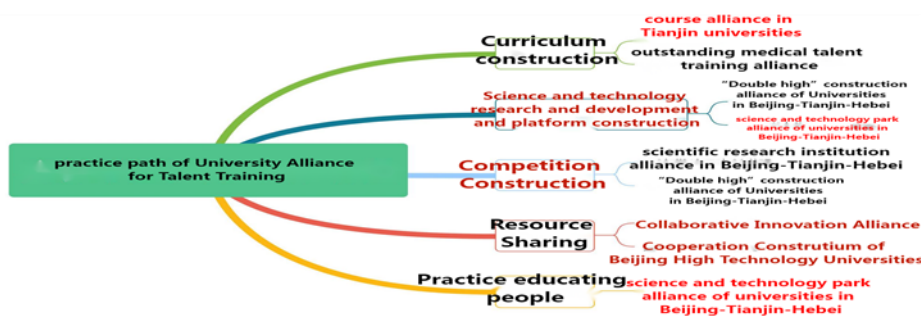 practice path of University Alliance
for Talent Training
Curriculum
construction
course alliance in
Tianjin universities
outstanding medical talent
training alliance
Science and technology
research and development
and platform construction
"Double high" construction
alliance of Universities
in Beijing-Tianjin-Hebei
science and technology park
alliance of universities in
Beijing-Tianjin-Hebei
Competition
Construction
scientific research institution
alliance in Beijing-Tianjin-Hebei
"Double high" construction
alliance of Universities
in Beijing-Tianjin-Hebei
Resource
Sharing
Collaborative Innovation Alliance
Cooperation Construtium of
Beijing High Technology Universities
Practice educating
people
science and technology park
alliance of universities in
Beijing-Tianjin-Hebei